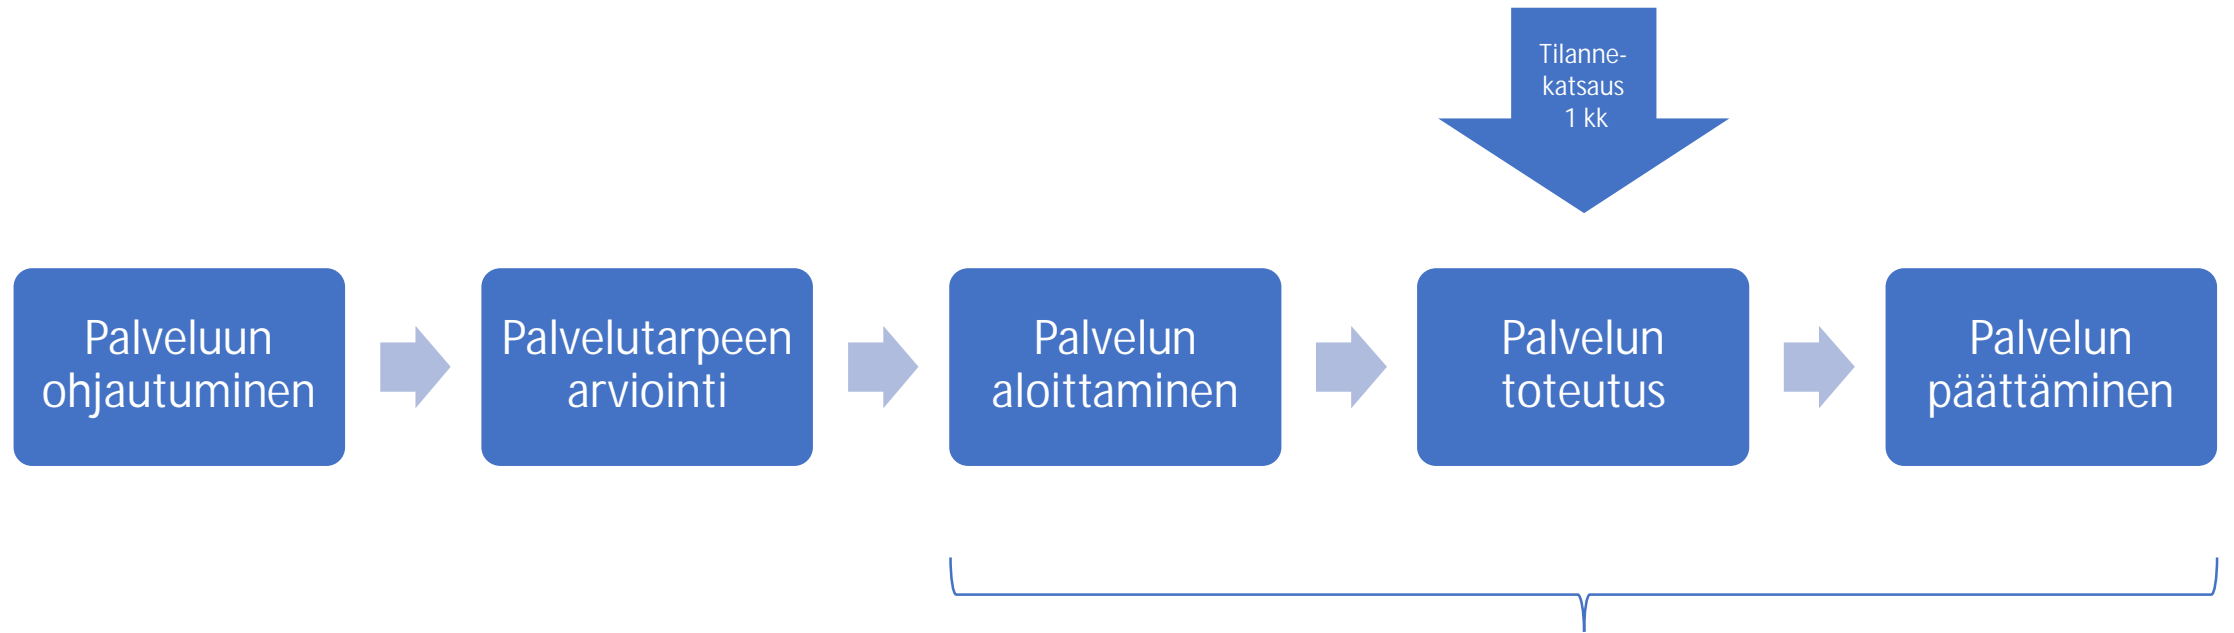 Tilanne-
katsaus
1 kk
Palveluun
ohjautuminen
Palvelutarpeen
arviointi
Palvelun
aloittaminen
Palvelun
toteutus
Palvelun
päättäminen